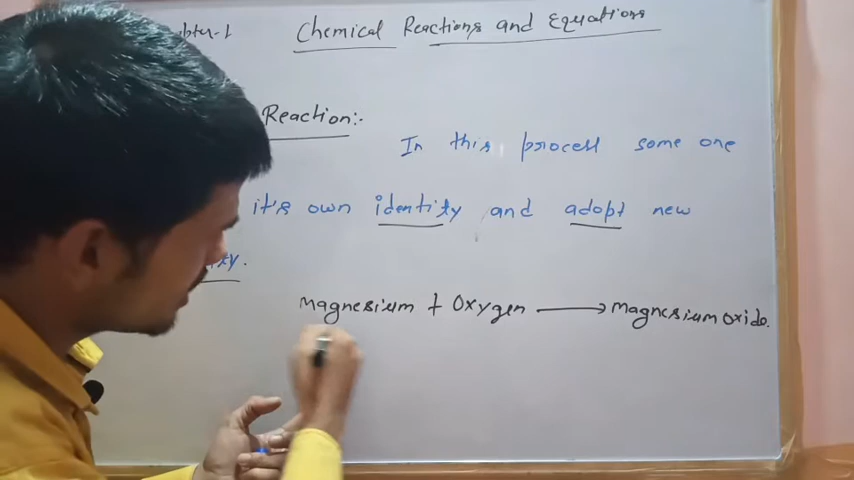 Chemical Reactions and Equations
Reaction:-
In this process some one
it's own identity and adopt new
magnesium + Oxygen ⟶ magnesium oxide.